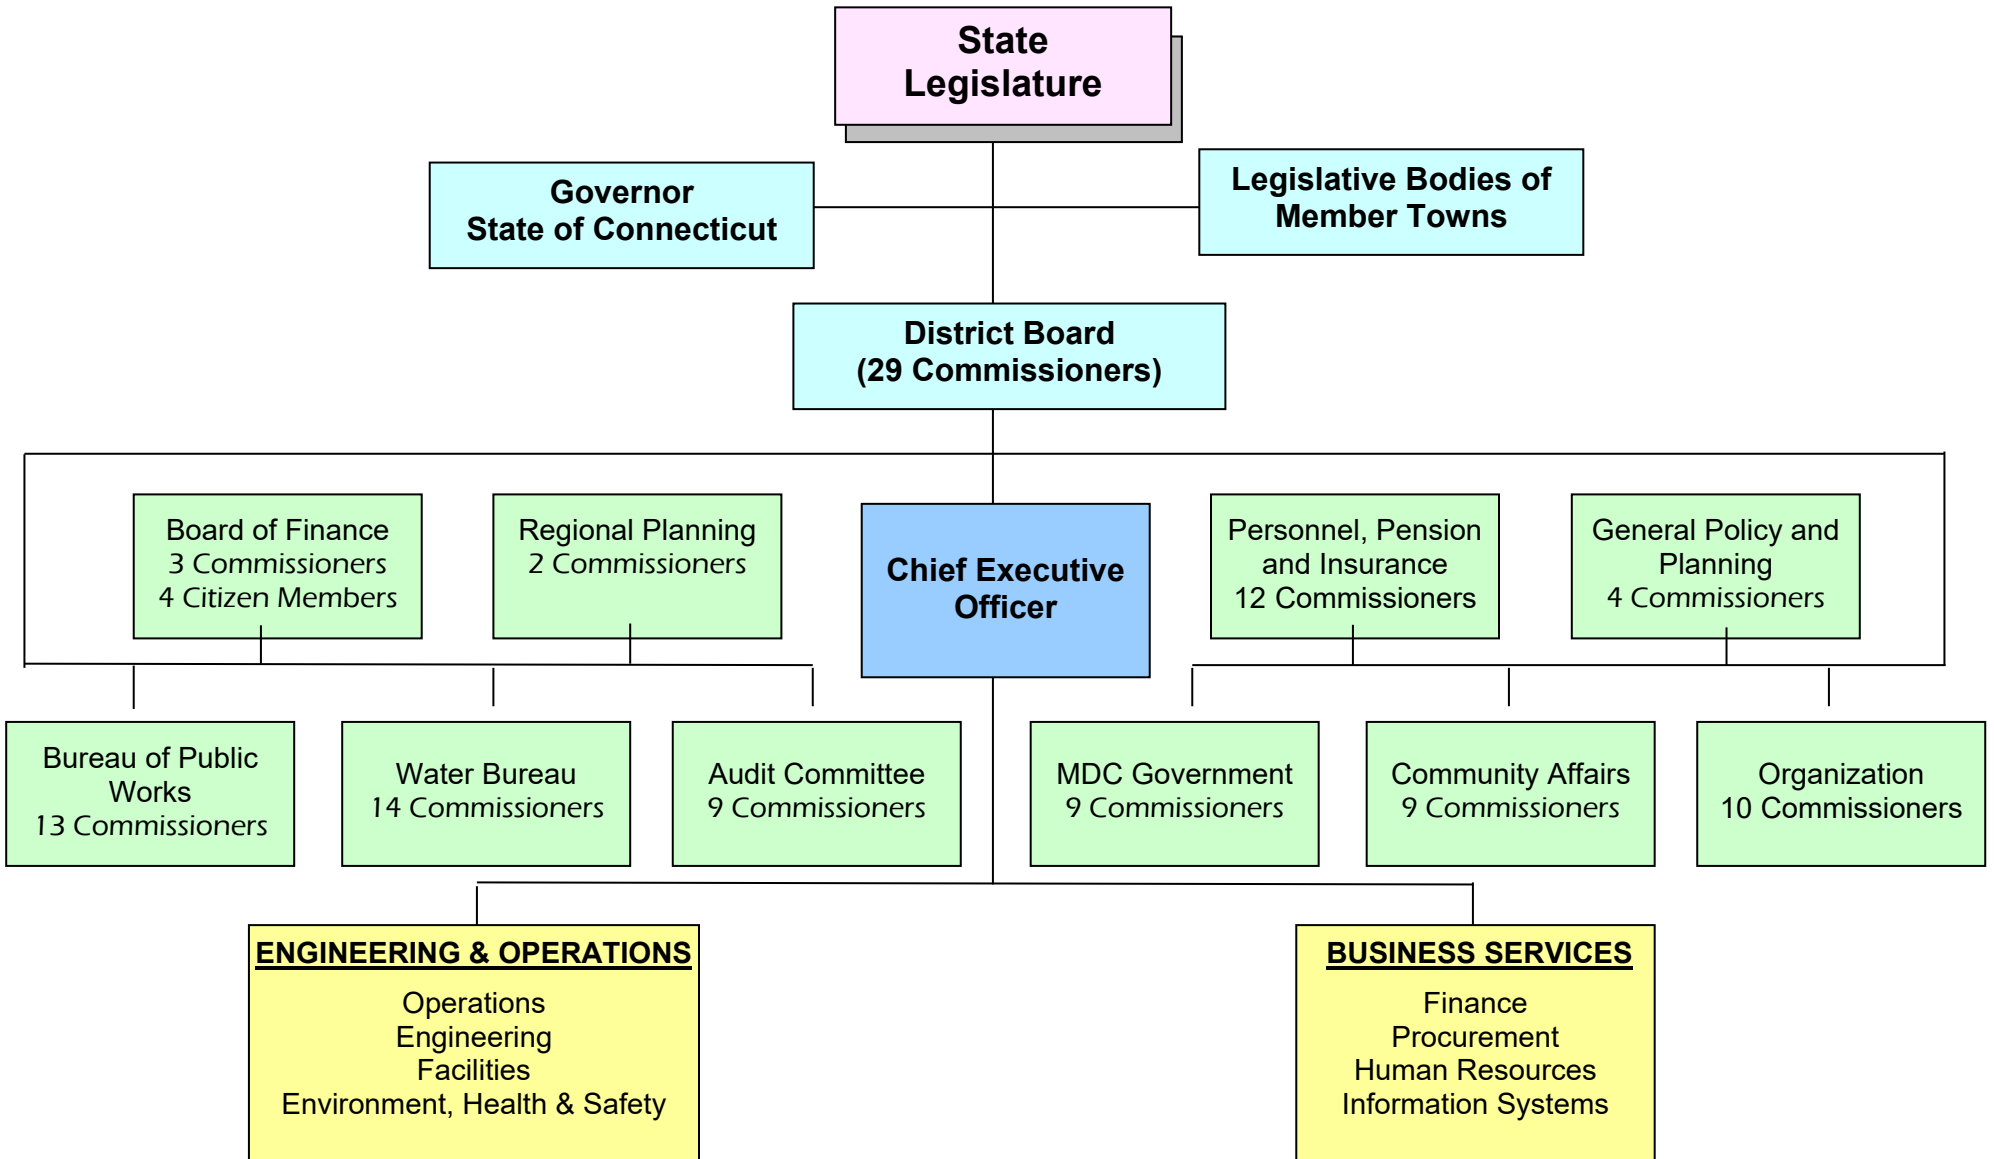 State
Legislature
Governor
State of Connecticut
Legislative Bodies of
Member Towns
District Board
(29 Commissioners)
Board of Finance
3 Commissioners
4 Citizen Members
Regional Planning
2 Commissioners
Chief Executive
Officer
Personnel, Pension
and Insurance
12 Commissioners
General Policy and
Planning
4 Commissioners
Bureau of Public
Works
13 Commissioners
Water Bureau
14 Commissioners
Audit Committee
9 Commissioners
MDC Government
9 Commissioners
Community Affairs
9 Commissioners
Organization
10 Commissioners
ENGINEERING & OPERATIONS
Operations
Engineering
Facilities
Environment, Health & Safety
BUSINESS SERVICES
Finance
Procurement
Human Resources
Information Systems